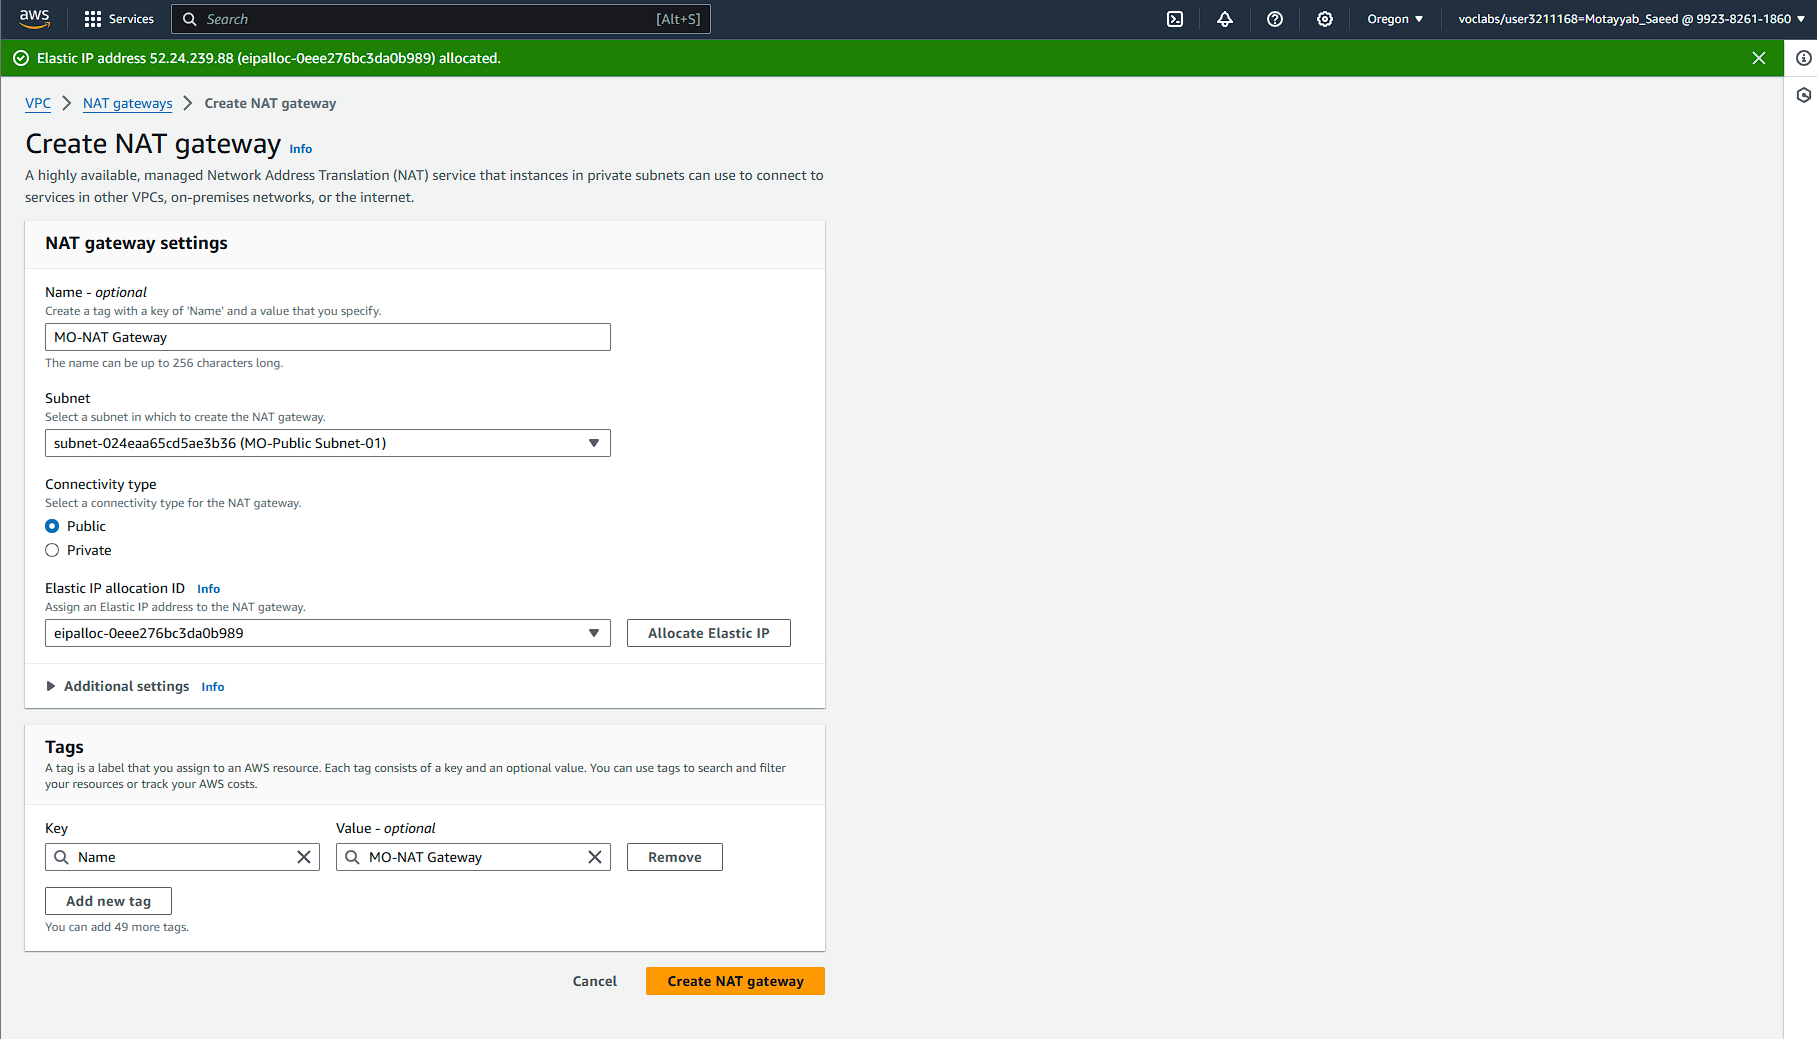 aws
Services
Search
[Alt+S]
Oregon
voclabs/user3211168=Motayyab_Saeed @ 9923-8261-1860
Elastic IP address 52.24.239.88 (eipalloc-0eee276bc3da0b989) allocated.
VPC
NAT gateways
Create NAT gateway
Create NAT gateway Info
A highly available, managed Network Address Translation (NAT) service that instances in private subnets can use to connect to
services in other VPCs, on-premises networks, or the internet.
NAT gateway settings
Name - optional
Create a tag with a key of 'Name' and a value that you specify.
MO-NAT Gateway
The name can be up to 256 characters long.
Subnet
Select a subnet in which to create the NAT gateway.
subnet-024eaa65cd5ae3b36 (MO-Public Subnet-01)
Connectivity type
Select a connectivity type for the NAT gateway.
Public
Private
Elastic IP allocation ID Info
Assign an Elastic IP address to the NAT gateway.
eipalloc-0eee276bc3da0b989
Allocate Elastic IP
Additional settings Info
Tags
A tag is a label that you assign to an AWS resource. Each tag consists of a key and an optional value. You can use tags to search and filter
your resources or track your AWS costs.
Key
Value - optional
Name
MO-NAT Gateway
Remove
Add new tag
You can add 49 more tags.
Cancel
Create NAT gateway